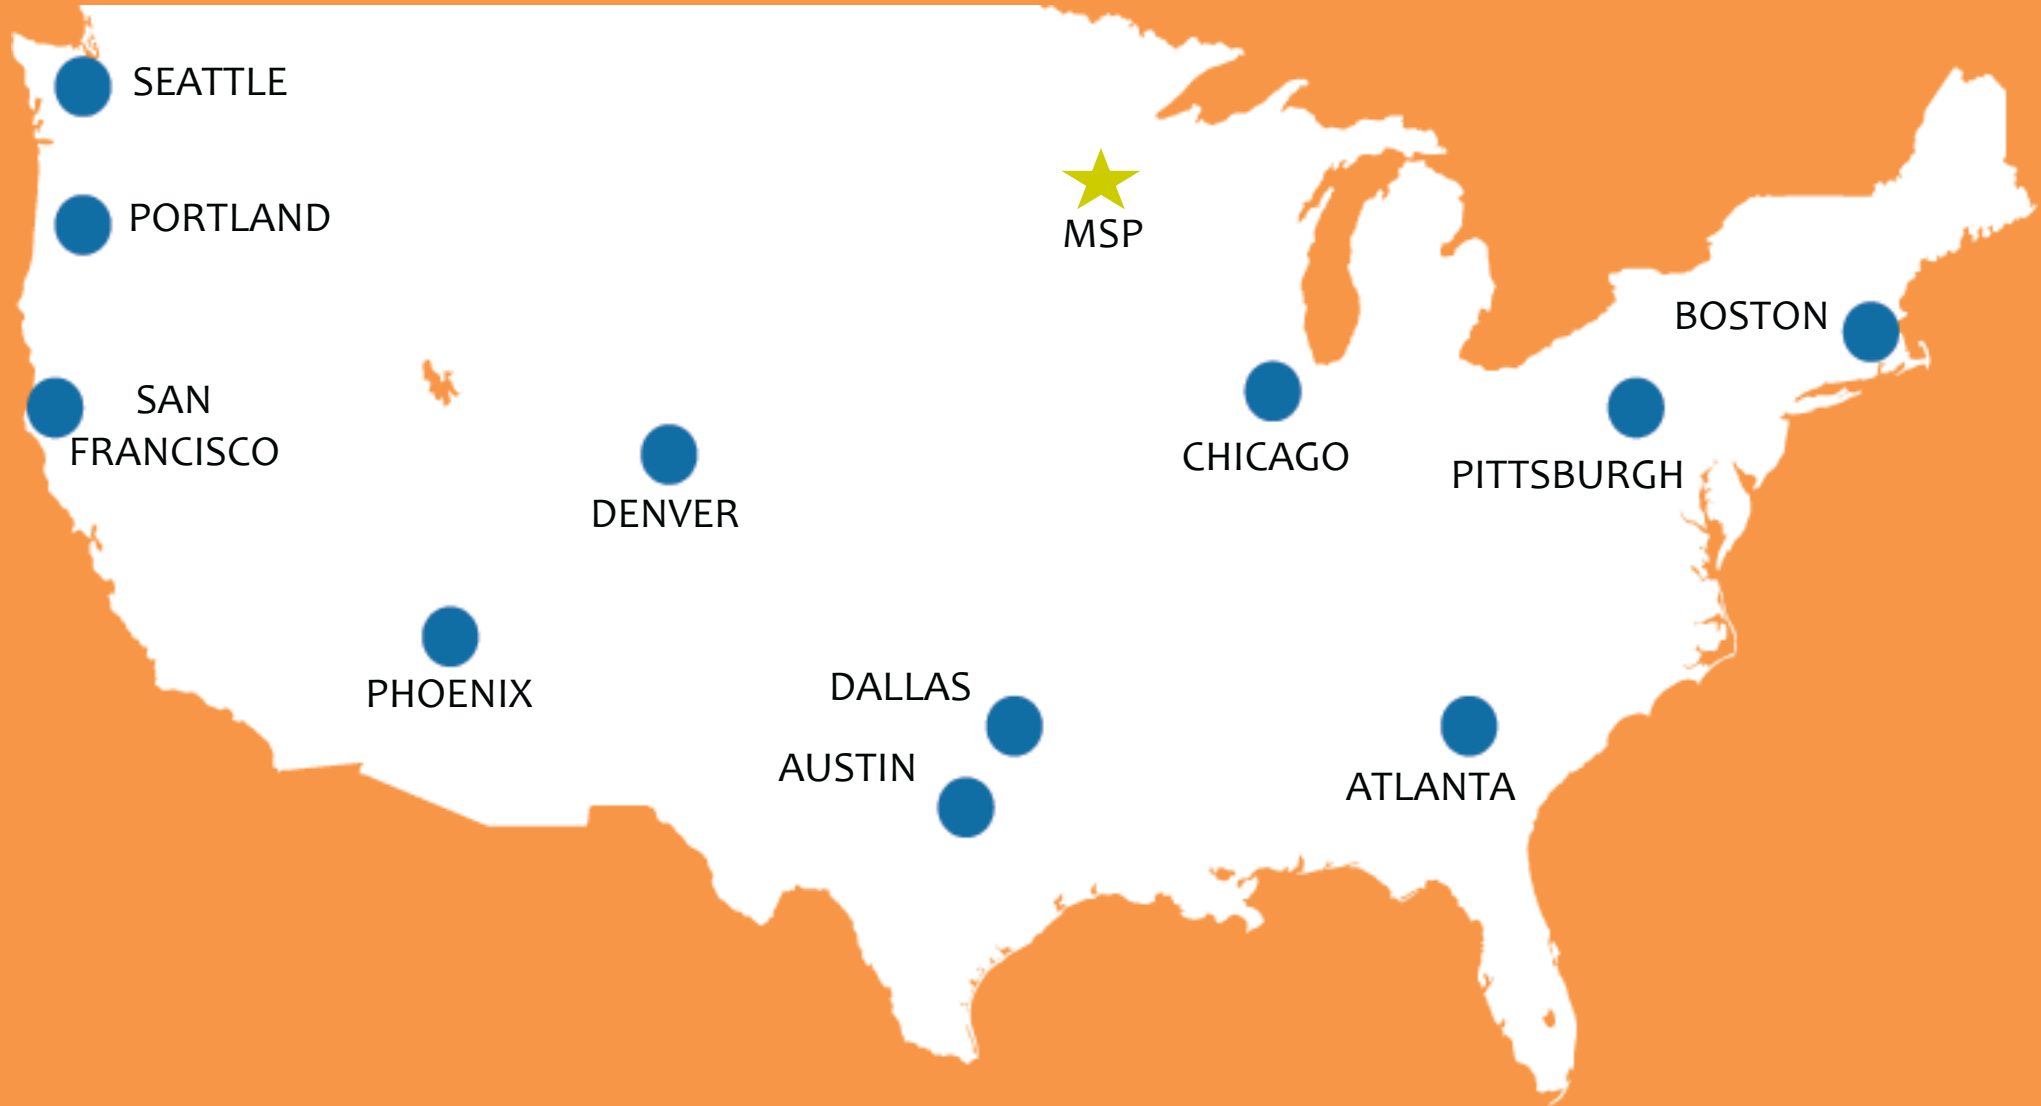 SEATTLE
PORTLAND
MSP
BOSTON
SAN
FRANCISCO
CHICAGO
PITTSBURGH
DENVER
PHOENIX
DALLAS
AUSTIN
ATLANTA